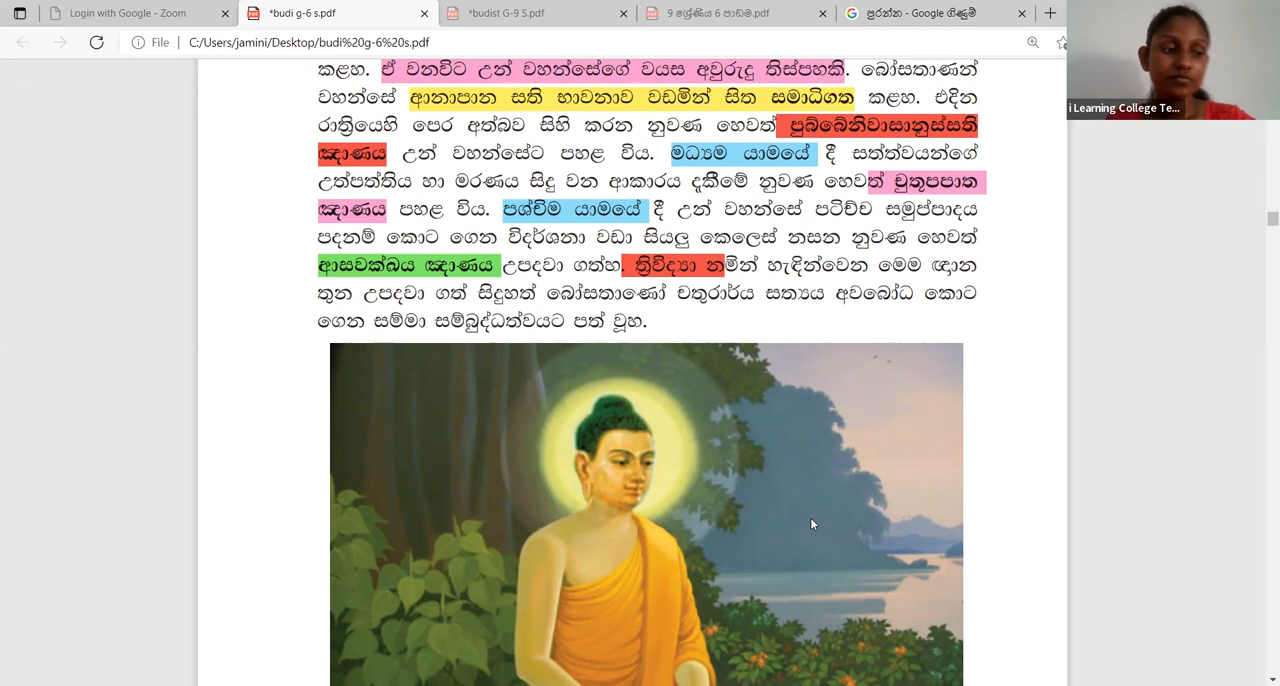 Login with Google - Zoom
*budi g-6 s.pdf
*budist G-9 S.pdf
9 ශ්‍රේණිය 6 පාඩම.pdf
පුරන්න - Google ගිණුම්
File
C:/Users/jamini/Desktop/budi%20g-6%20s.pdf
i Learning College Te...
කළහ. ඒ වනවිට උන් වහන්සේගේ වයස අවුරුදු තිස්පහකි. බෝසතාණන්
වහන්සේ ආනාපාන සති භාවනාව වඩමින් සිත සමාධිගත කළහ. එදින
රාත්‍රියෙහි පෙර අත්බව සිහි කරන නුවණ හෙවත් පුබ්බේනිවාසානුස්සති
ඤාණය උන් වහන්සේට පහළ විය. මධ්‍යම යාමයේ දී සත්ත්වයන්ගේ
උත්පත්තිය හා මරණය සිදු වන ආකාරය දැකීමේ නුවණ හෙවත් චුතූපපාත
ඤාණය පහළ විය. පශ්චිම යාමයේ දී උන් වහන්සේ පටිච්ච සමුප්පාදය
පදනම් කොට ගෙන විදර්ශනා වඩා සියලු කෙලෙස් නසන නුවණ හෙවත්
ආසවක්ඛය ඤාණය උපදවා ගත්හ. ත්‍රිවිද්‍යා නමින් හැඳින්වෙන මෙම ඥාන
තුන උපදවා ගත් සිදුහත් බෝසතාණෝ චතුරාර්ය සත්‍යය අවබෝධ කොට
ගෙන සම්මා සම්බුද්ධත්වයට පත් වූහ.